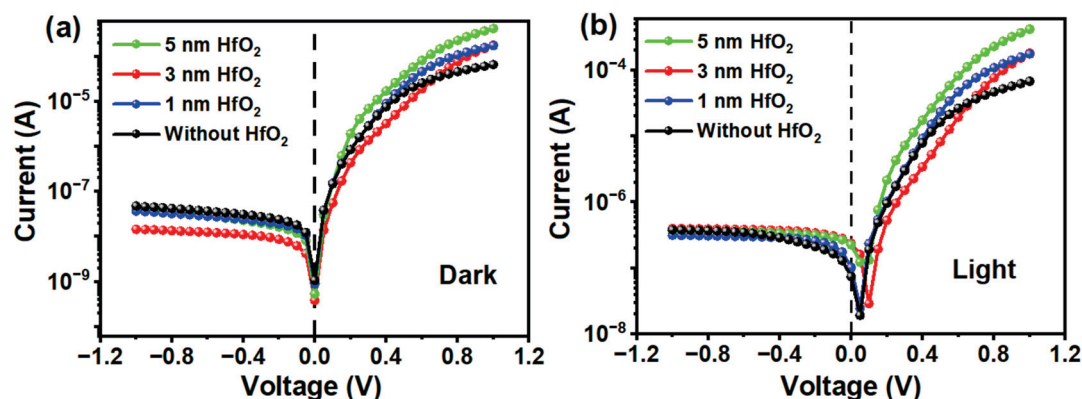 (a)
5 nm HfO₂
3 nm HfO₂
1 nm HfO₂
Without HfO₂
Dark
Current (A)
10⁻⁵
10⁻⁷
10⁻⁹
−1.2 −0.8 −0.4 0.0 0.4 0.8 1.2
Voltage (V)
(b)
5 nm HfO₂
3 nm HfO₂
1 nm HfO₂
Without HfO₂
Light
Current (A)
10⁻⁴
10⁻⁶
10⁻⁸
−1.2 −0.8 −0.4 0.0 0.4 0.8 1.2
Voltage (V)